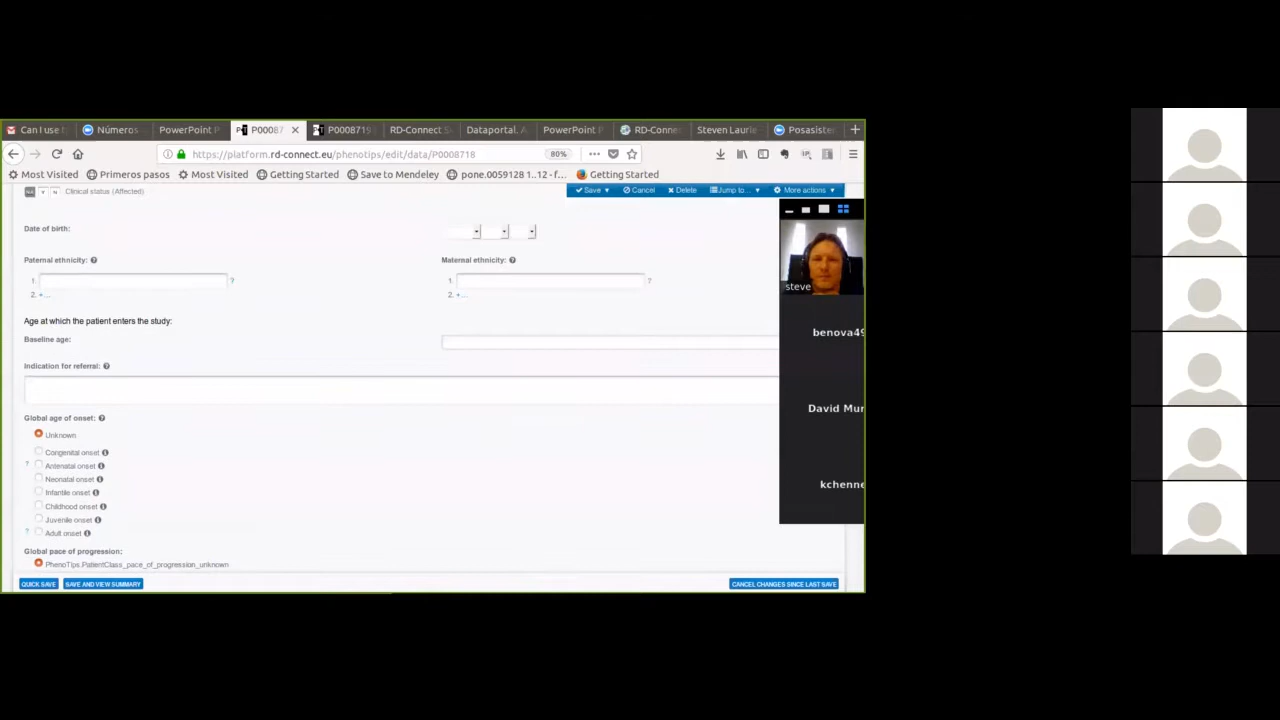 Can I use
Números
PowerPoint P
P00087
P0008719
RD-Connect
Dataportal.
PowerPoint P
RD-Conne
Steven Laurie
Posasiste
https://platform.rd-connect.eu/phenotips/edit/data/P0008718
80%
Most Visited
Primeros pasos
Most Visited
Getting Started
Save to Mendeley
pone.0059128 1..12 - f...
Getting Started
Clinical status (Affected)
Save
Cancel
Delete
Jump to...
More actions
Date of birth:
Paternal ethnicity:
Maternal ethnicity:
1.
?
1.
?
2. +...
2. +...
Age at which the patient enters the study:
Baseline age:
Indication for referral:
Global age of onset:
Unknown
Congenital onset
? Antenatal onset
Neonatal onset
Infantile onset
Childhood onset
Juvenile onset
? Adult onset
Global pace of progression:
PhenoTips.PatientClass_pace_of_progression_unknown
QUICK SAVE
SAVE AND VIEW SUMMARY
CANCEL CHANGES SINCE LAST SAVE
steve
benova49
David Mur
kchenne